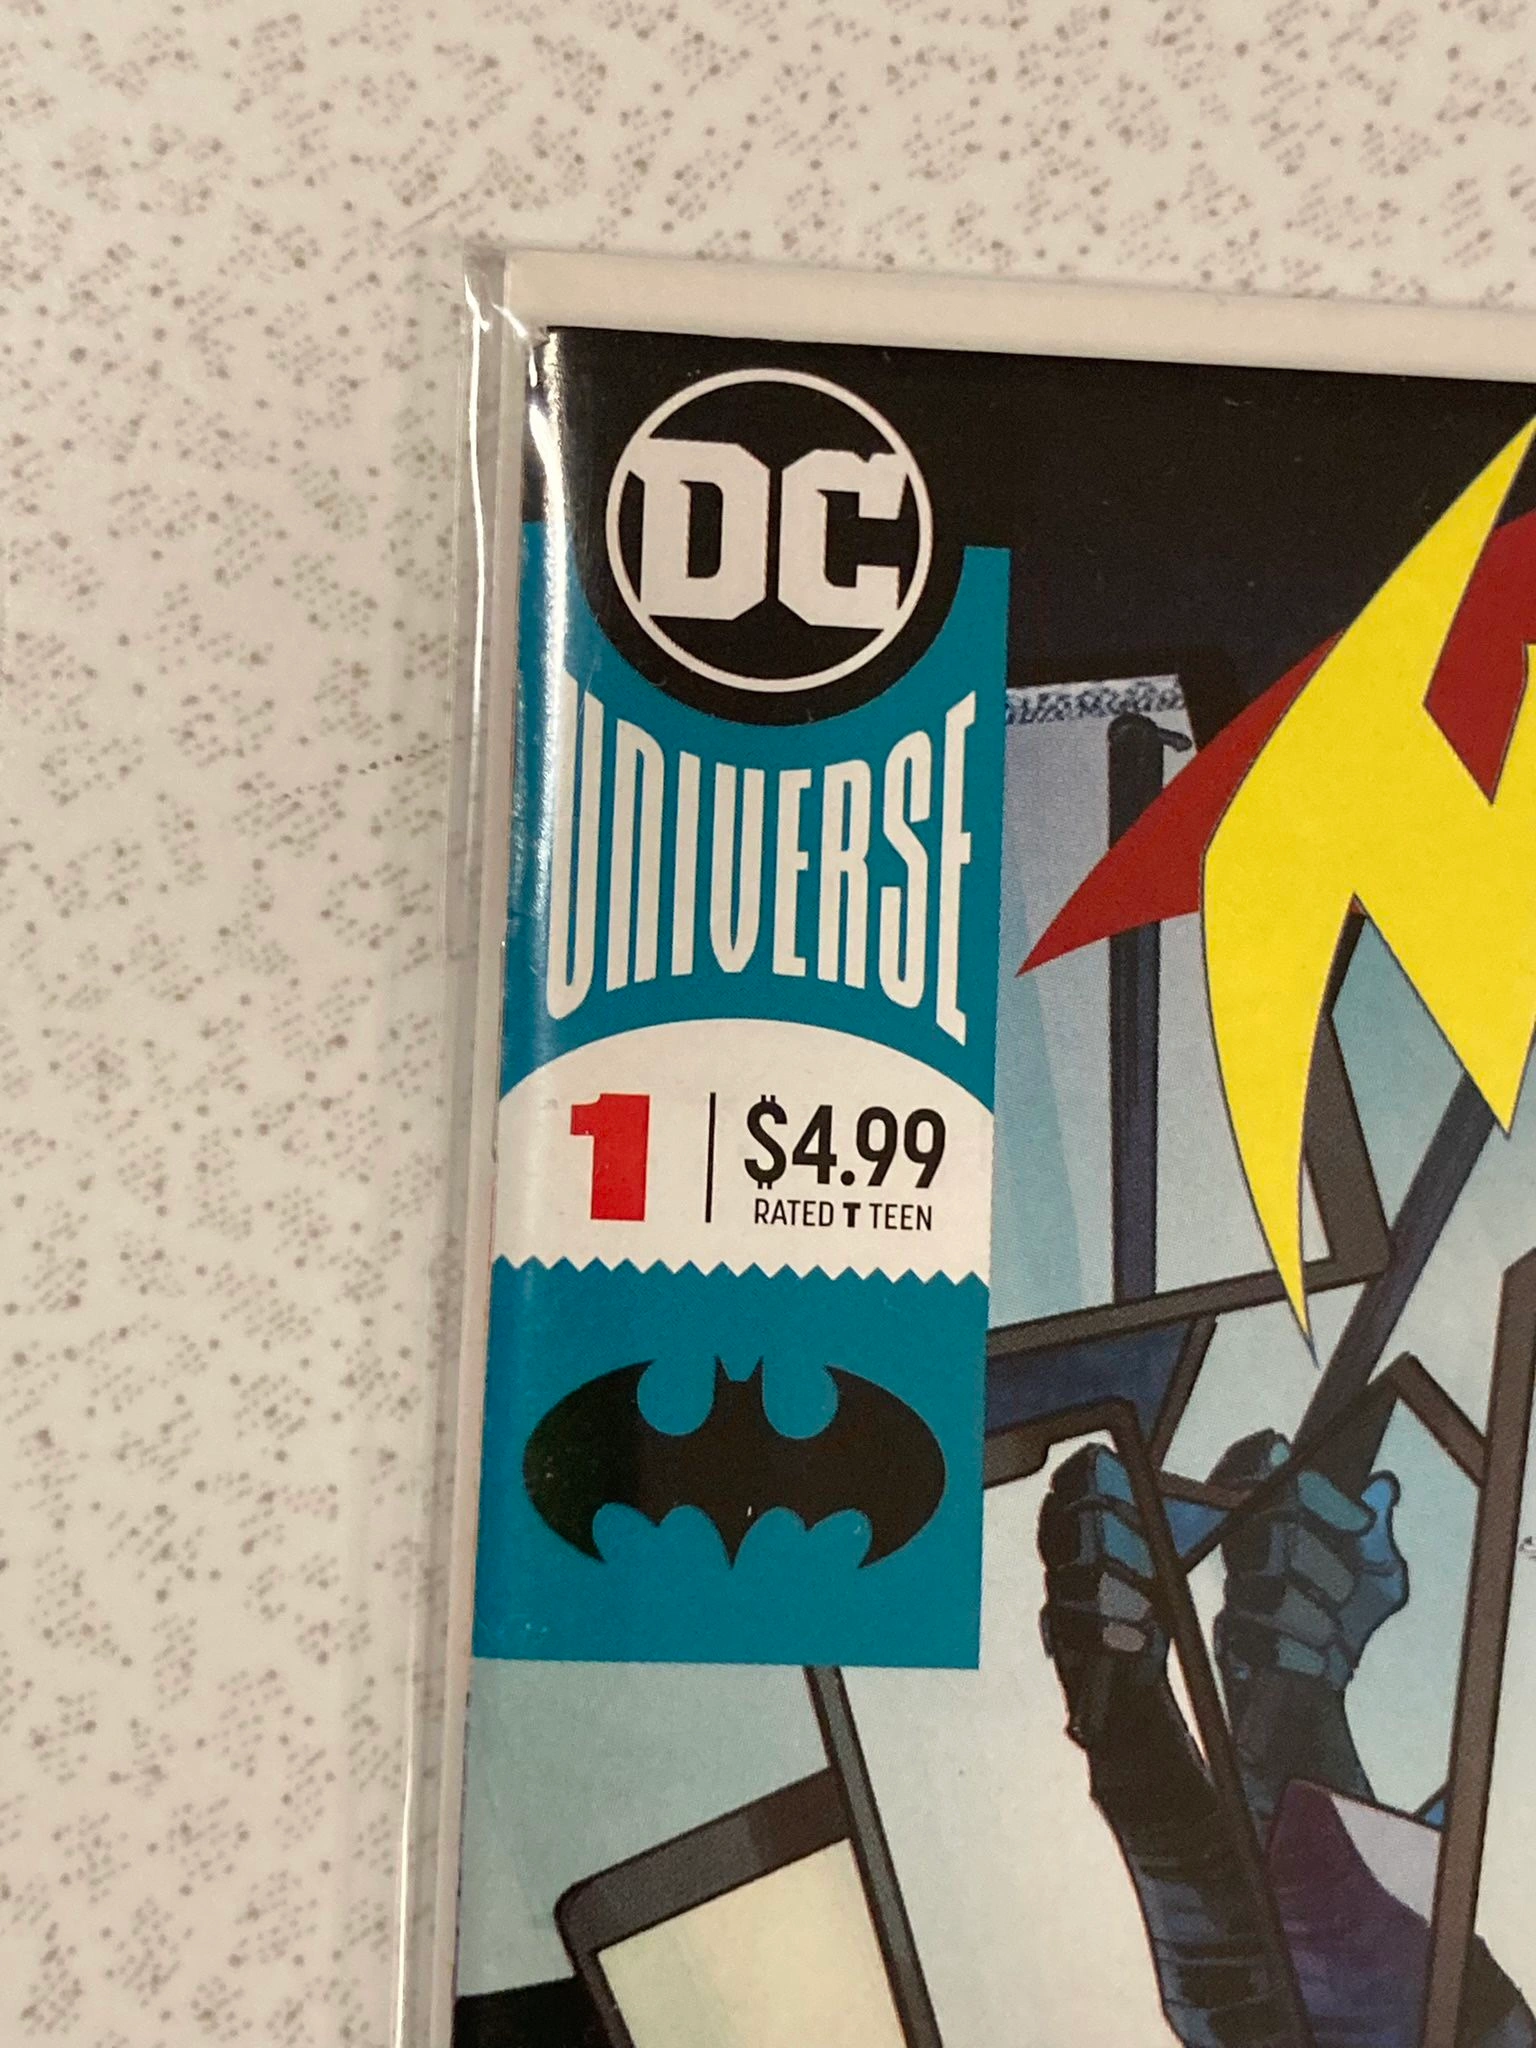 DC
UNIVERSE
1 | $4.99
RATED T TEEN